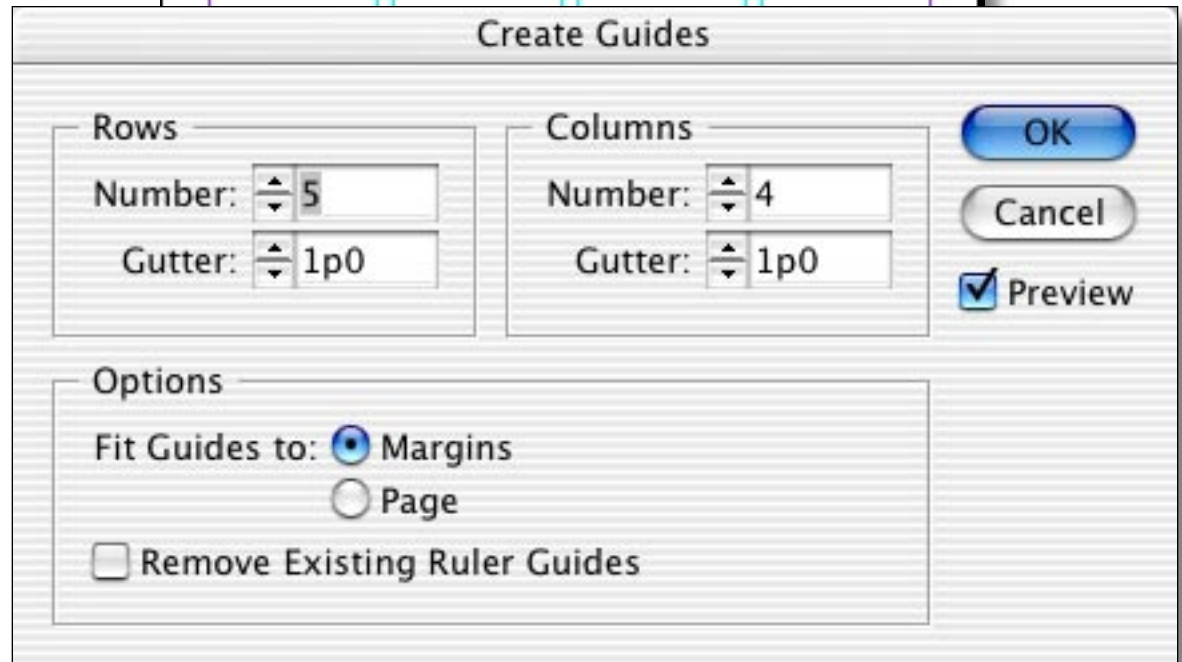 Create Guides
Rows
Number: 5
Gutter: 1p0
Columns
Number: 4
Gutter: 1p0
OK
Cancel
Preview
Options
Fit Guides to: Margins
Page
Remove Existing Ruler Guides